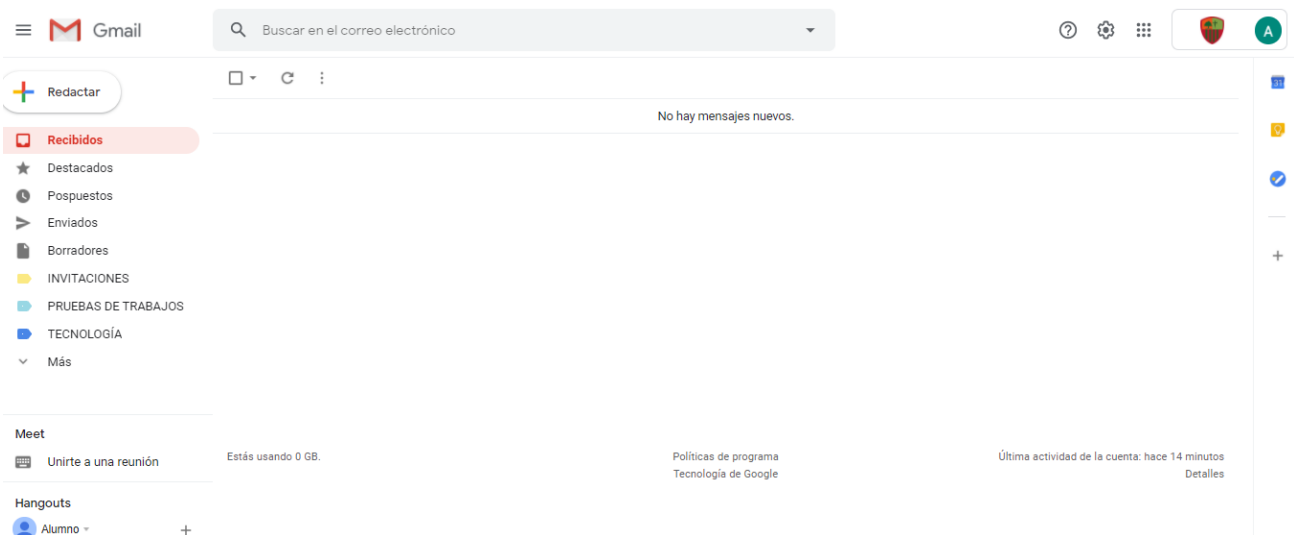 Gmail
Buscar en el correo electrónico
A
Redactar
31
No hay mensajes nuevos.
Recibidos
Destacados
Pospuestos
Enviados
Borradores
INVITACIONES
PRUEBAS DE TRABAJOS
TECNOLOGÍA
Más
Meet
Unirte a una reunión
Estás usando 0 GB.
Políticas de programa
Tecnología de Google
Última actividad de la cuenta: hace 14 minutos
Detalles
Hangouts
Alumno